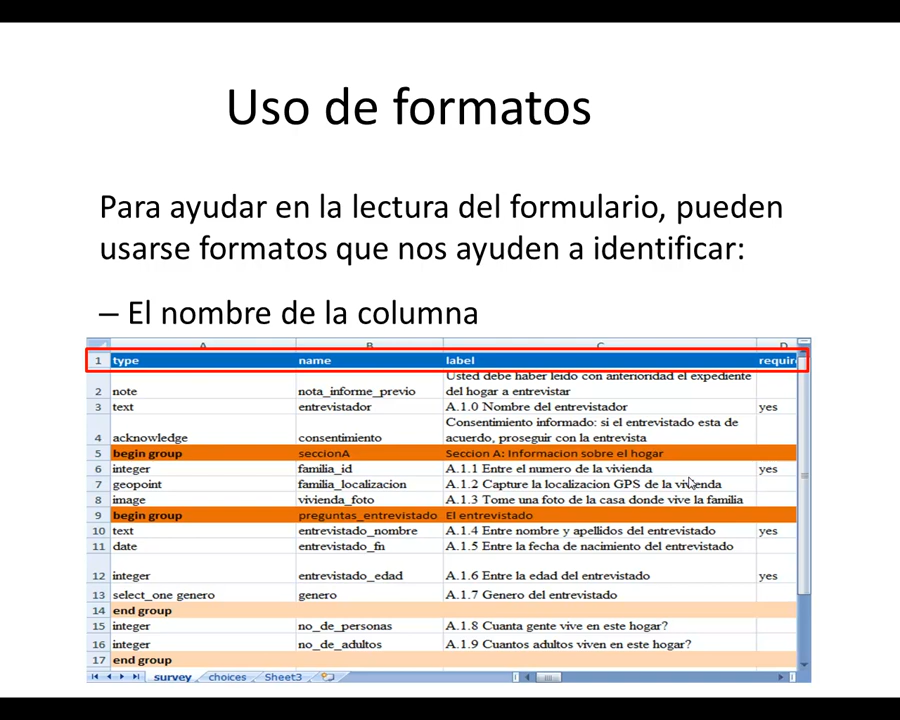 Uso de formatos
Para ayudar en la lectura del formulario, pueden
usarse formatos que nos ayuden a identificar:
– El nombre de la columna
A B C D
1 type name label requir
Usted debe haber leido con anterioridad el expediente
2 note nota_informe_previo del hogar a entrevistar
3 text entrevistador A.1.0 Nombre del entrevistador yes
Consentimiento informado: si el entrevistado esta de
4 acknowledge consentimiento acuerdo, proseguir con la entrevista
5 begin group seccionA Seccion A: Informacion sobre el hogar
6 integer familia_id A.1.1 Entre el numero de la vivienda yes
7 geopoint familia_localizacion A.1.2 Capture la localizacion GPS de la vivienda
8 image vivienda_foto A.1.3 Tome una foto de la casa donde vive la familia
9 begin group preguntas_entrevistado El entrevistado
10 text entrevistado_nombre A.1.4 Entre nombre y apellidos del entrevistado yes
11 date entrevistado_fn A.1.5 Entre la fecha de nacimiento del entrevistado
12 integer entrevistado_edad A.1.6 Entre la edad del entrevistado yes
13 select_one genero genero A.1.7 Genero del entrevistado
14 end group
15 integer no_de_personas A.1.8 Cuanta gente vive en este hogar?
16 integer no_de_adultos A.1.9 Cuantos adultos viven en este hogar?
17 end group
survey choices Sheet3